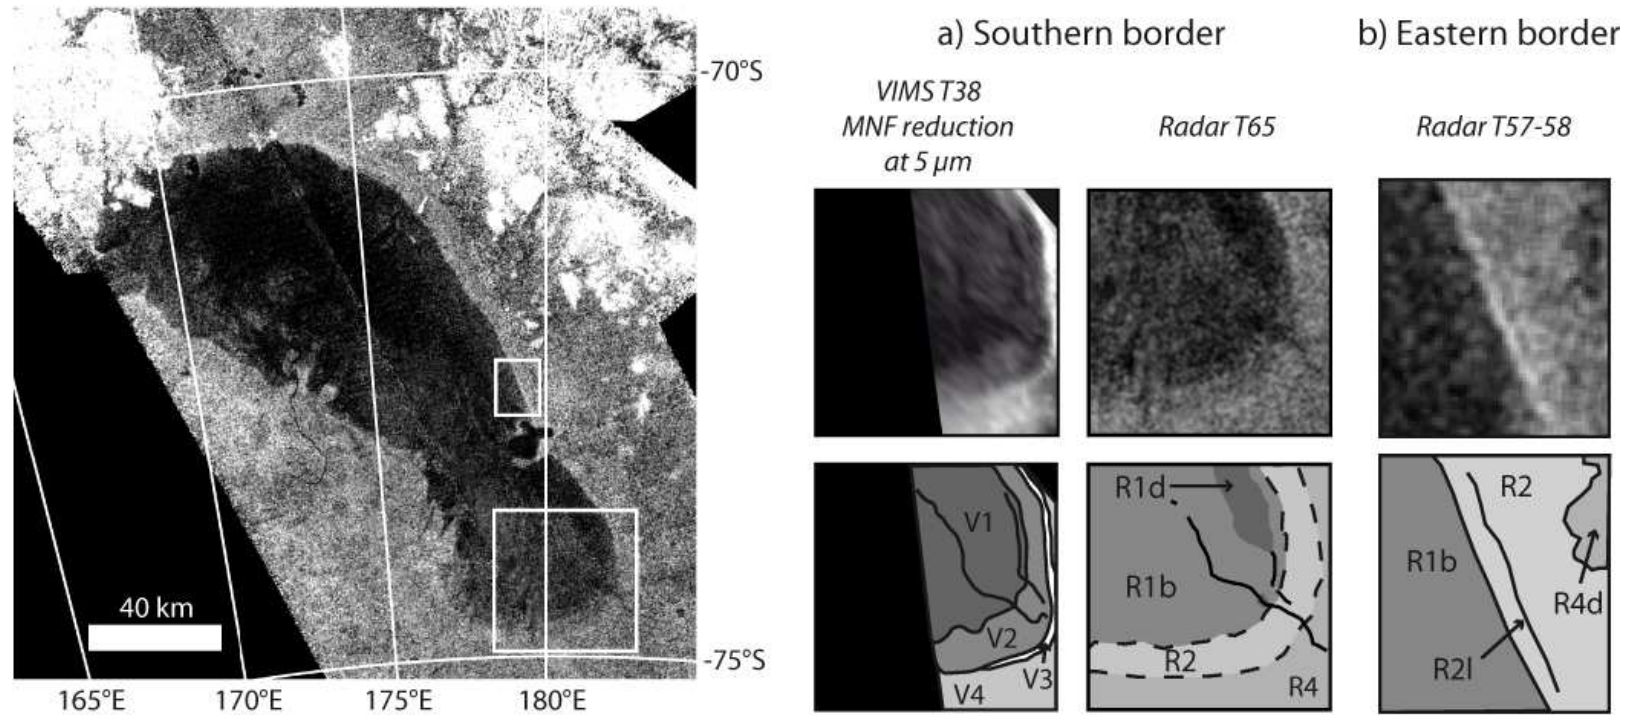 a) Southern border
b) Eastern border
VIMS T38
MNF reduction
at 5 µm
Radar T65
Radar T57-58
-70°S
40 km
-75°S
165°E
170°E
175°E
180°E
V1
V2
V3
V4
R1d
R1b
R2
R4
R2
R1b
R4d
R2l